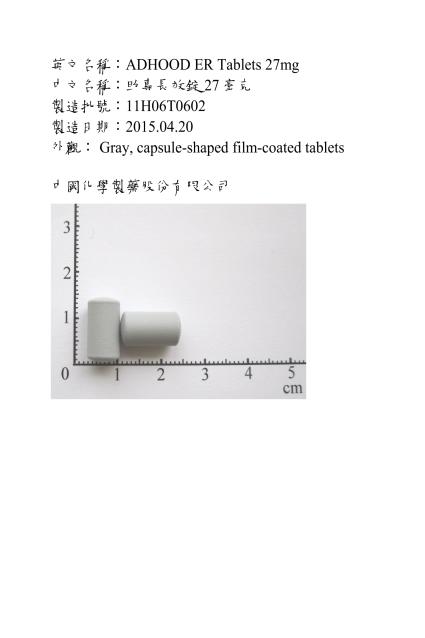 英文名稱：ADHOOD ER Tablets 27mg
中文名稱：點真長效錠27 毫克
製造批號：11H06T0602
製造日期：2015.04.20
外觀： Gray, capsule-shaped film-coated tablets
中國化學製藥股份有限公司
3
2
1
0 1 2 3 4 5
cm